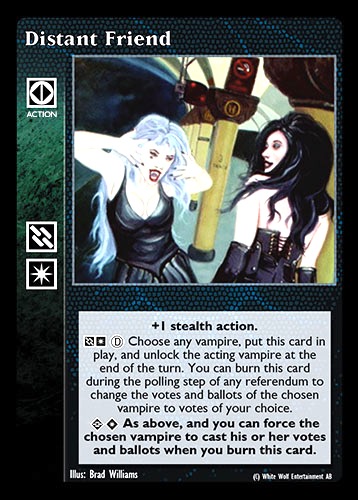 Distant Friend
ACTION
+1 stealth action.
D Choose any vampire, put this card in
play, and unlock the acting vampire at
the end of the turn. You can burn this card
during the polling step of any referendum to
change the votes and ballots of the chosen
vampire to votes of your choice.
As above, and you can force the
chosen vampire to cast his or her votes
and ballots when you burn this card.
Illus: Brad Williams
(C) White Wolf Entertainment AB